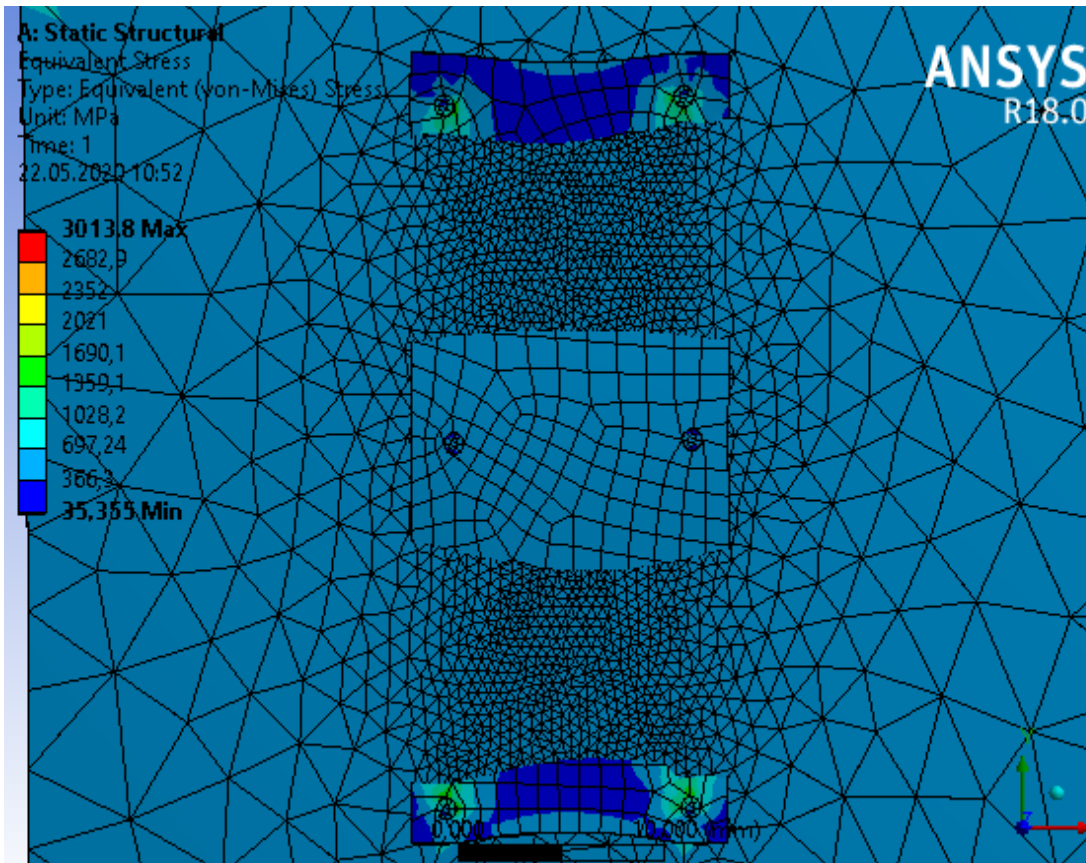 A: Static Structural
Equivalent Stress
Type: Equivalent (von-Mises) Stress
Unit: MPa
Time: 1
22.05.2020 10:52
ANSYS
R18.0
3013,8 Max
2682,9
2352
2021
1690,1
1359,1
1028,2
697,24
366,3
35,355 Min
0,000
10,000 (mm)
Y